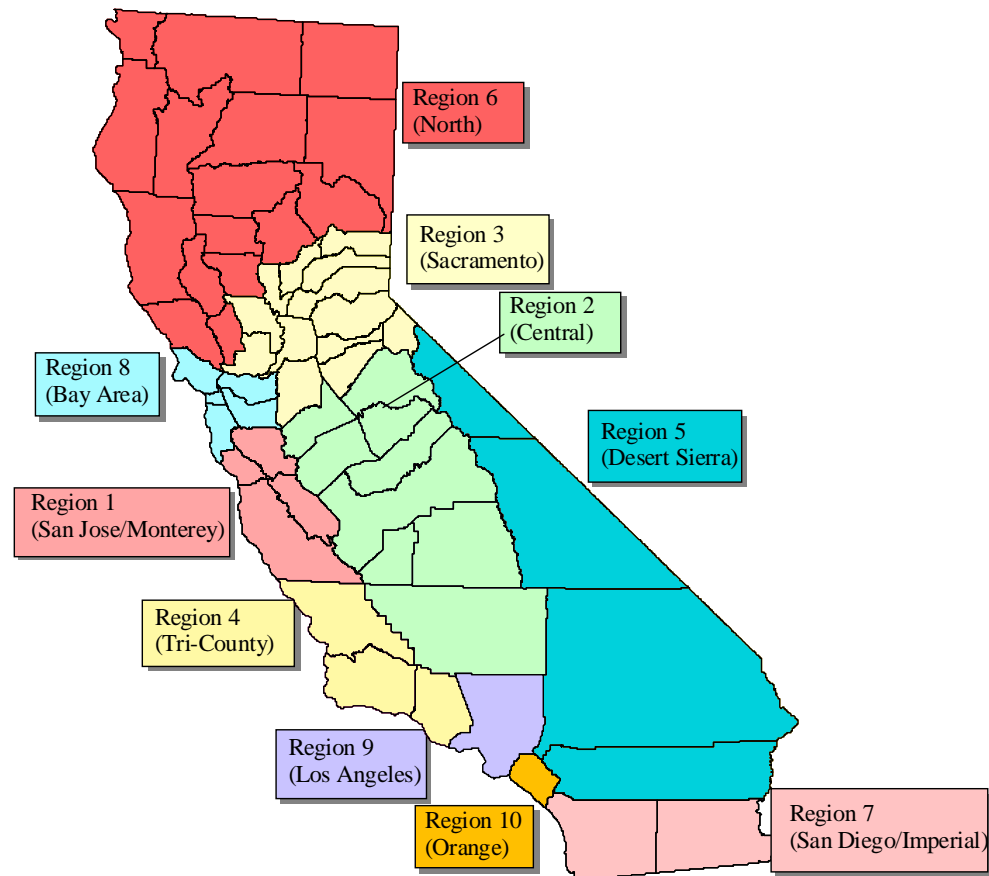 Region 6
(North)
Region 3
(Sacramento)
Region 2
(Central)
Region 8
(Bay Area)
Region 5
(Desert Sierra)
Region 1
(San Jose/Monterey)
Region 4
(Tri-County)
Region 9
(Los Angeles)
Region 10
(Orange)
Region 7
(San Diego/Imperial)